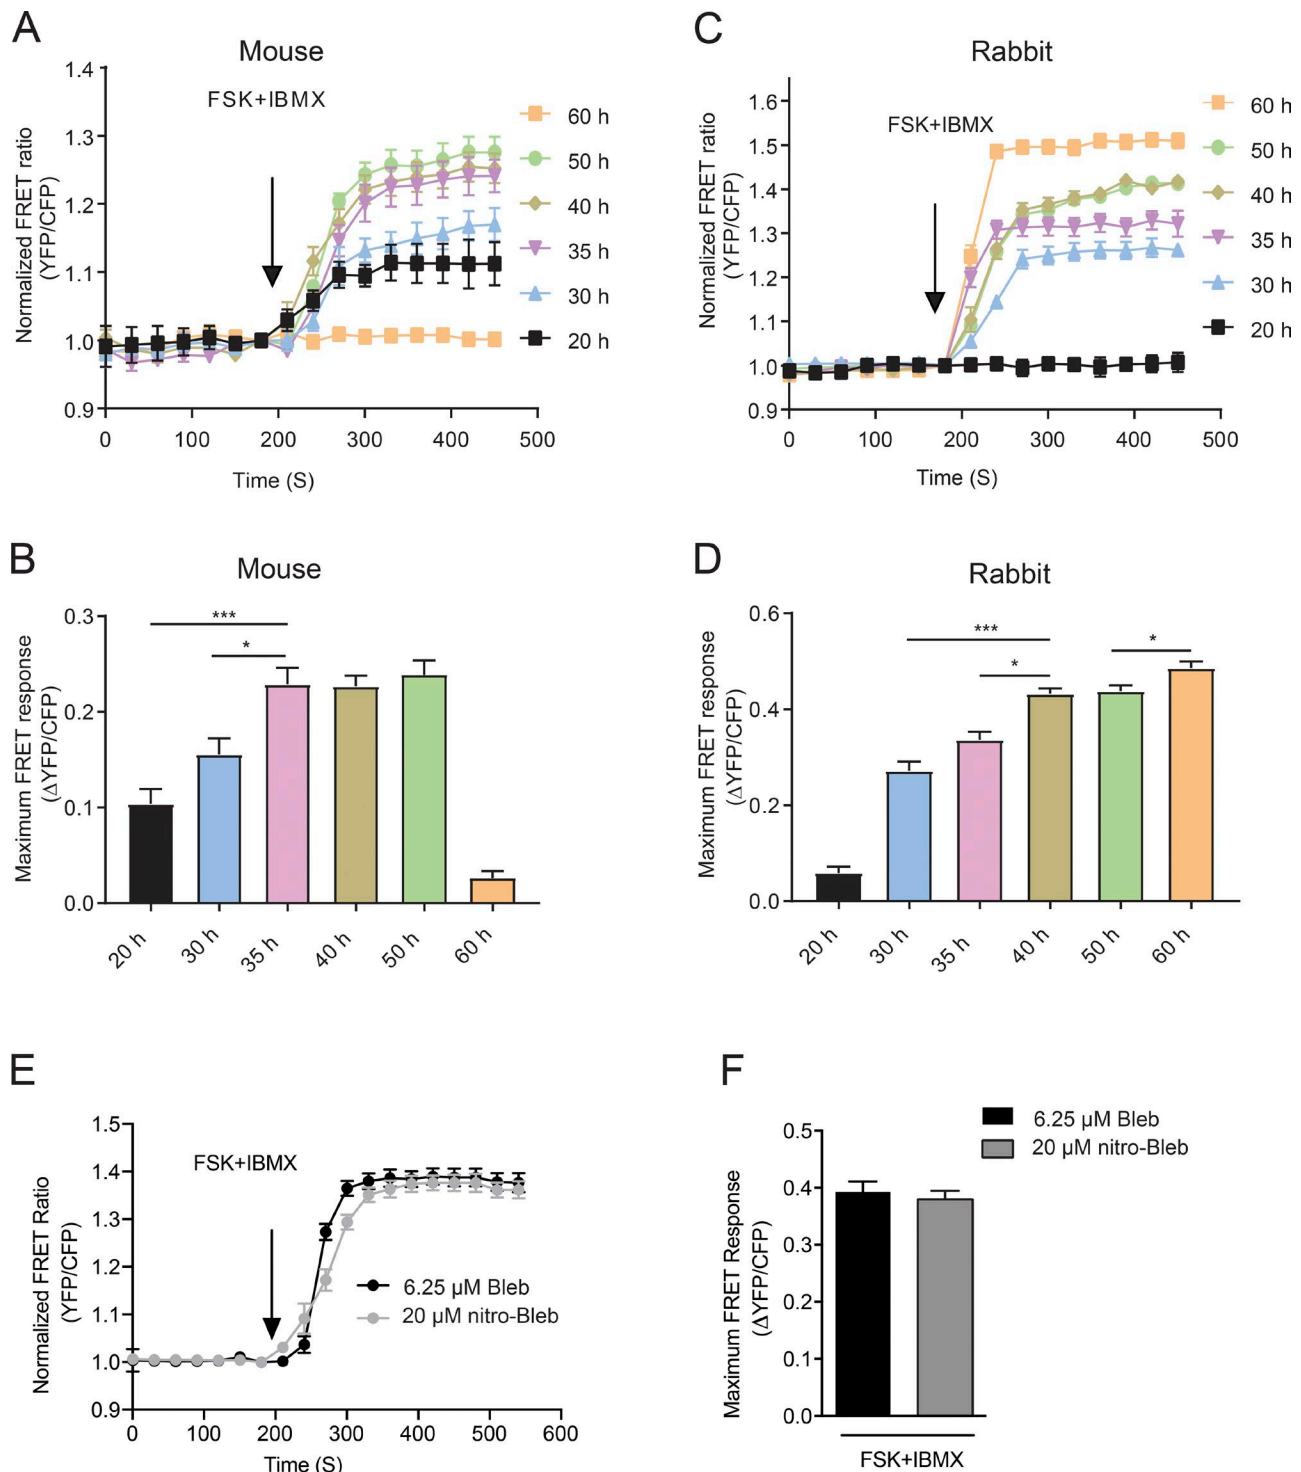 A
Mouse
FSK+IBMX
Normalized FRET ratio
(YFP/CFP)
1.4
1.3
1.2
1.1
1.0
0.9
0
100
200
300
400
500
Time (S)
60 h
50 h
40 h
35 h
30 h
20 h
C
Rabbit
FSK+IBMX
Normalized FRET ratio
(YFP/CFP)
1.6
1.5
1.4
1.3
1.2
1.1
1.0
0.9
0
100
200
300
400
500
Time (S)
60 h
50 h
40 h
35 h
30 h
20 h
B
Mouse
Maximum FRET response
(ΔYFP/CFP)
0.3
0.2
0.1
0.0
***
*
20 h
30 h
35 h
40 h
50 h
60 h
D
Rabbit
Maximum FRET response
(ΔYFP/CFP)
0.6
0.4
0.2
0.0
***
*
*
20 h
30 h
35 h
40 h
50 h
60 h
E
FSK+IBMX
Normalized FRET Ratio
(YFP/CFP)
1.5
1.4
1.3
1.2
1.1
1.0
0.9
0
100
200
300
400
500
600
Time (S)
6.25 µM Bleb
20 µM nitro-Bleb
F
6.25 µM Bleb
20 µM nitro-Bleb
Maximum FRET Response
(ΔYFP/CFP)
0.5
0.4
0.3
0.2
0.1
0.0
FSK+IBMX